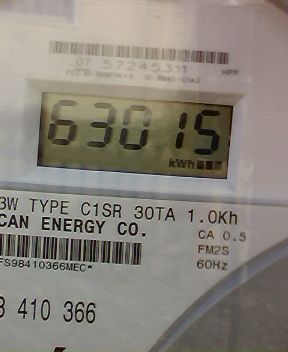 07 57245311
HPP
63015
kWh
3W TYPE C1SR 30TA 1.0Kh
CAN ENERGY CO.
CA 0.5
FM2S
60Hz
FS98410366MEC*
410 366